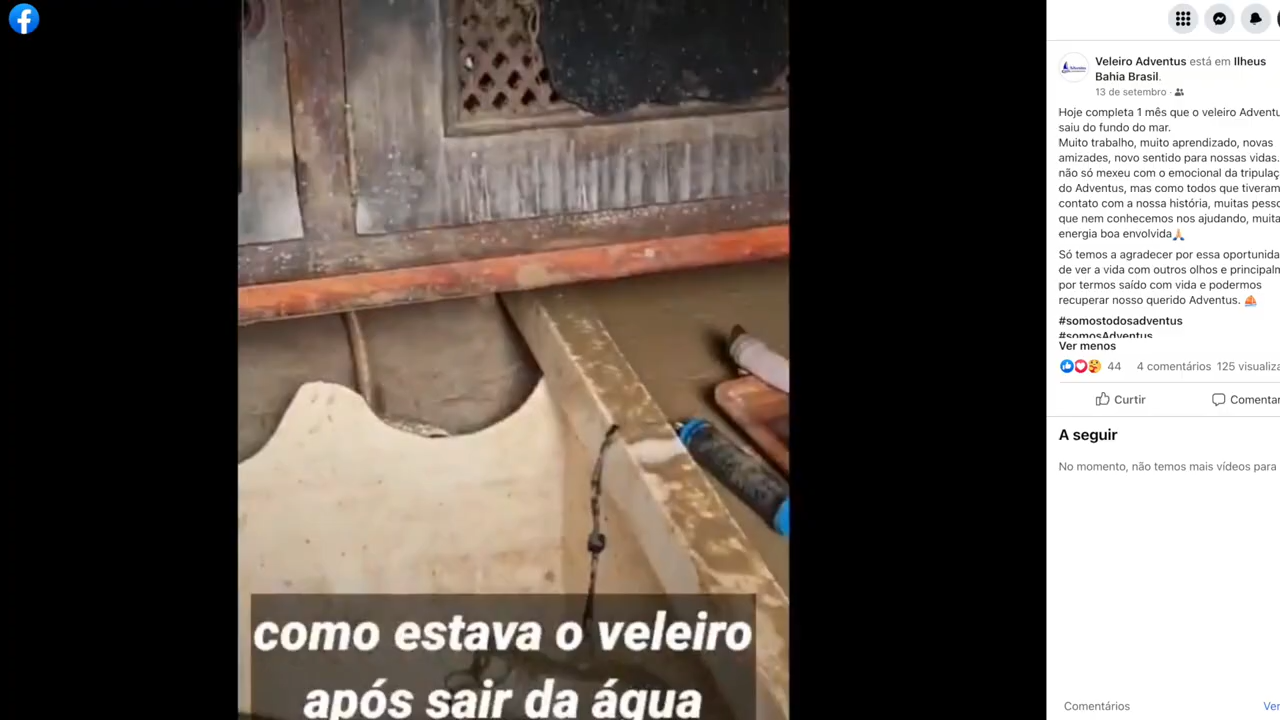 como estava o veleiro
após sair da água
Veleiro Adventus está em Ilheus
Bahia Brasil.
13 de setembro ·
Hoje completa 1 mês que o veleiro Adventu
saiu do fundo do mar.
Muito trabalho, muito aprendizado, novas
amizades, novo sentido para nossas vidas.
não só mexeu com o emocional da tripulaç
do Adventus, mas como todos que tiveram
contato com a nossa história, muitas pesso
que nem conhecemos nos ajudando, muita
energia boa envolvida🙏🏻
Só temos a agradecer por essa oportunida
de ver a vida com outros olhos e principalm
por termos saído com vida e podermos
recuperar nosso querido Adventus. ⛵
#somostodosadventus
#somosAdventus
Ver menos
44 4 comentários 125 visualiza
Curtir Comentar
A seguir
No momento, não temos mais vídeos para
Comentários Ver